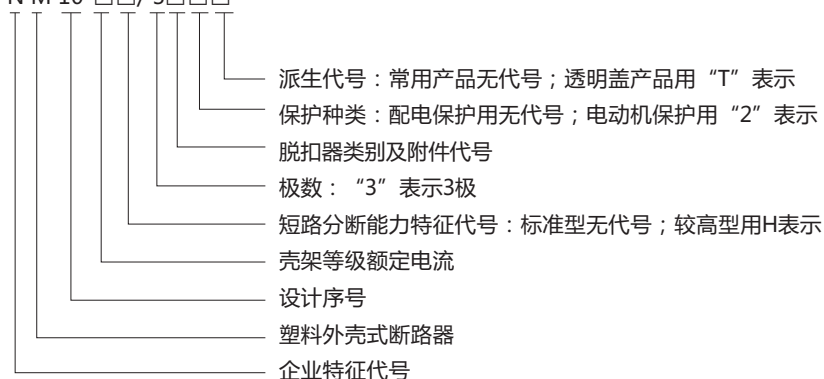 N M 10-□□/ 3□□□
派生代号：常用产品无代号；透明盖产品用“T”表示
保护种类：配电保护用无代号；电动机保护用“2”表示
脱扣器类别及附件代号
极数：“3”表示3极
短路分断能力特征代号：标准型无代号；较高型用H表示
壳架等级额定电流
设计序号
塑料外壳式断路器
企业特征代号